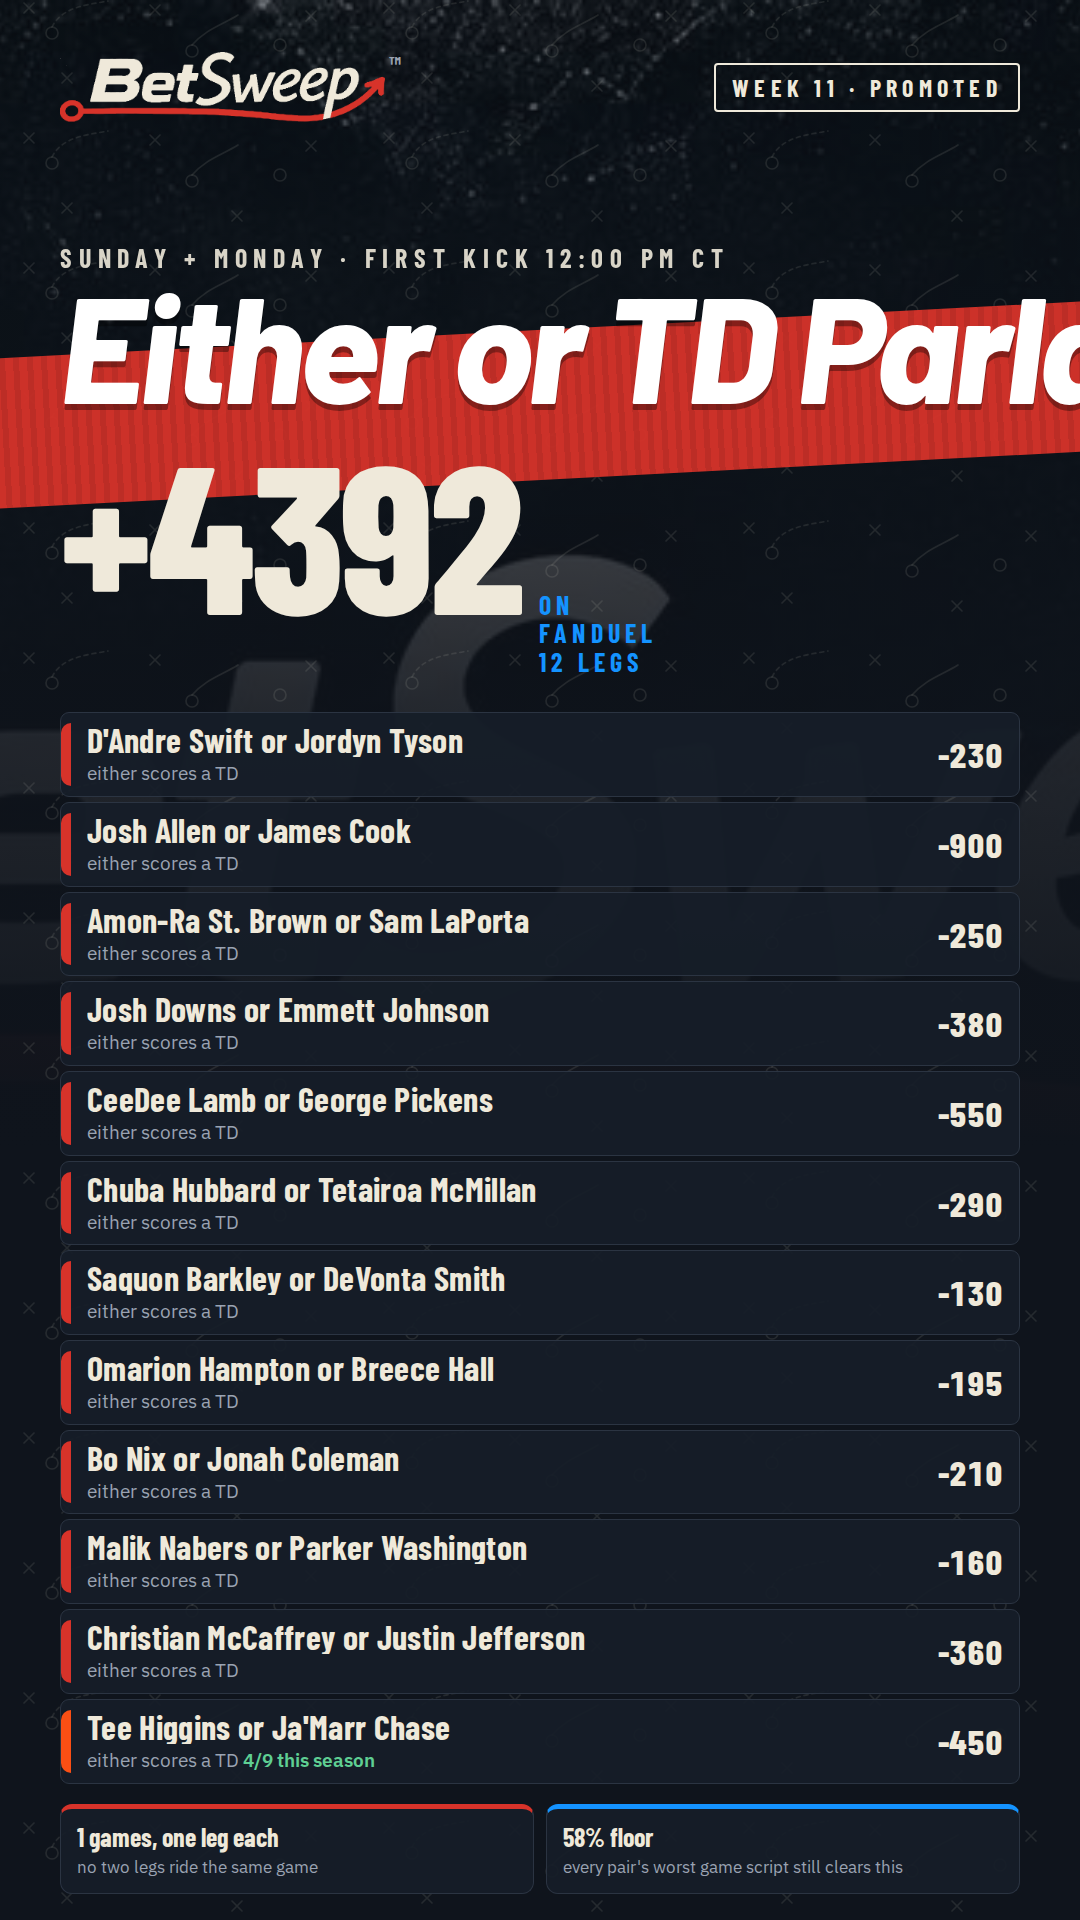 BetSweep™
WEEK 11 · PROMOTED
SUNDAY + MONDAY · FIRST KICK 12:00 PM CT
Either or TD Parla
+4392
ON
FANDUEL
12 LEGS
D'Andre Swift or Jordyn Tyson
either scores a TD
-230
Josh Allen or James Cook
either scores a TD
-900
Amon-Ra St. Brown or Sam LaPorta
either scores a TD
-250
Josh Downs or Emmett Johnson
either scores a TD
-380
CeeDee Lamb or George Pickens
either scores a TD
-550
Chuba Hubbard or Tetairoa McMillan
either scores a TD
-290
Saquon Barkley or DeVonta Smith
either scores a TD
-130
Omarion Hampton or Breece Hall
either scores a TD
-195
Bo Nix or Jonah Coleman
either scores a TD
-210
Malik Nabers or Parker Washington
either scores a TD
-160
Christian McCaffrey or Justin Jefferson
either scores a TD
-360
Tee Higgins or Ja'Marr Chase
either scores a TD 4/9 this season
-450
1 games, one leg each
no two legs ride the same game
58% floor
every pair's worst game script still clears this